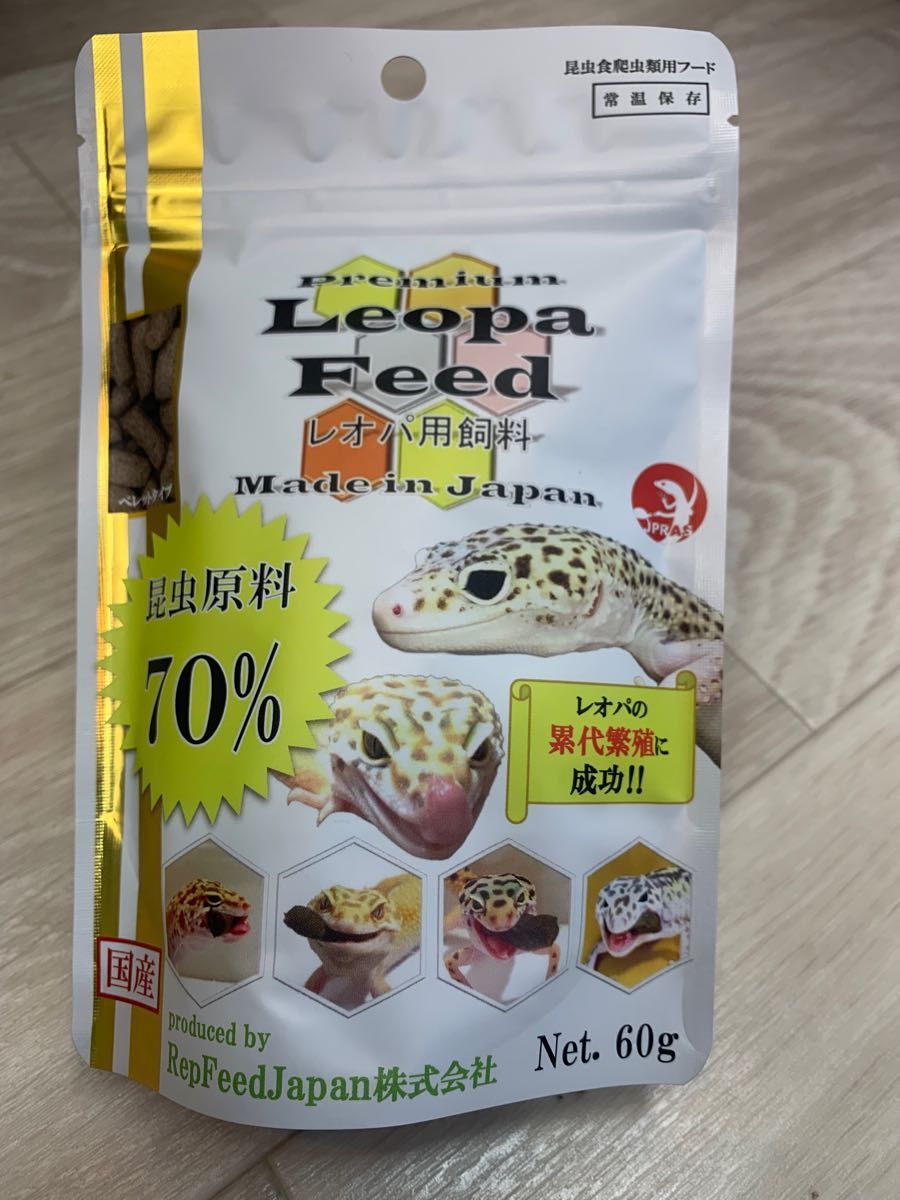 昆虫食爬虫類用フード
常温保存
Premium
Leopa
Feed
レオパ用飼料
Made in Japan
ペレットタイプ
JPRAS
昆虫原料
70%
レオパの
累代繁殖に
成功!!
国産
produced by
RepFeedJapan株式会社
Net. 60g